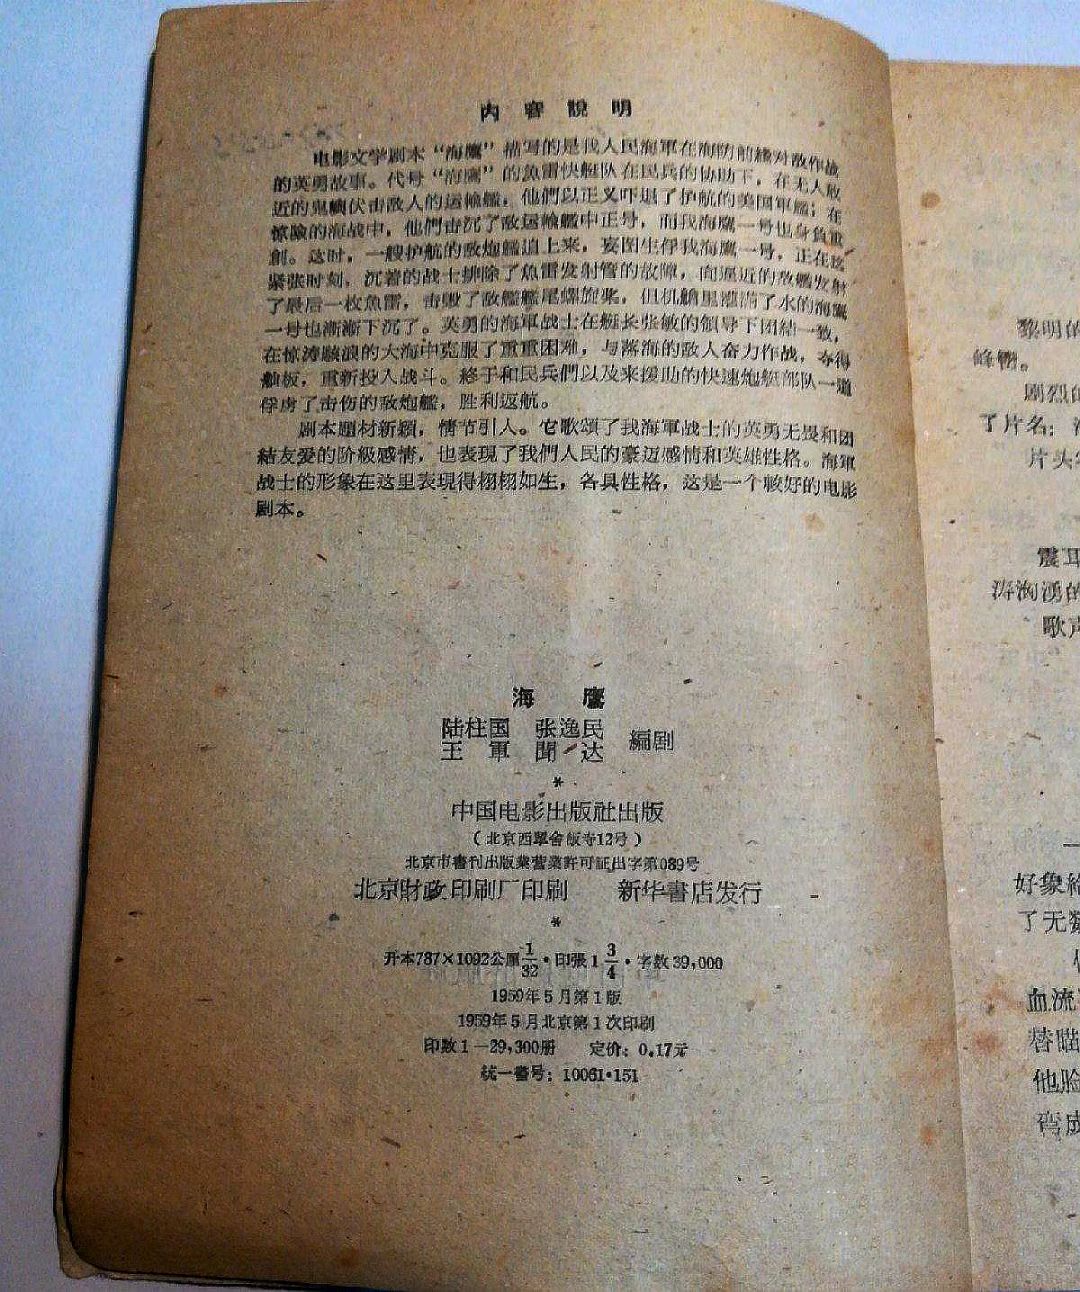 内容說明
电影文学剧本“海鹰”描写的是我人民海軍在海防前綫对敌作战
的英勇故事。代号“海鹰”的魚雷快艇队在民兵的协助下，在无人敢
近的鬼嶼伏击敌人的运輸艦，他們以正义吓退了护航的美国軍艦；在
惊險的海战中，他們击沉了敌运輸艦中正号，而我海鹰一号也身負重
創。这时，一艘护航的敌炮艦追上来，妄图生俘我海鹰一号，正在这
紧張时刻，沉着的战士排除了魚雷发射管的故障，向逼近的敌艦发射
了最后一枚魚雷，击毁了敌艦艦尾螺旋桨，但机艙里灌滿了水的海鹰
一号也漸漸下沉了。英勇的海軍战士在艇长张敏的領导下团結一致，
在惊涛駭浪的大海中克服了重重困难，与落海的敌人奋力作战，夺得
舢板，重新投入战斗。終于和民兵們以及来援助的快速炮艇部队一道
俘虏了击伤的敌炮艦，胜利返航。
剧本題材新穎，情节引人。它歌頌了我海軍战士的英勇无畏和团
結友爱的阶級感情，也表現了我們人民的豪迈感情和英雄性格。海軍
战士的形象在这里表現得栩栩如生，各具性格，这是一个較好的电影
剧本。
海鹰
陆柱国 张逸民
王軍 聞达 編剧
*
中国电影出版社出版
（北京西單舍飯寺12号）
北京市書刊出版業营業許可証出字第089号
北京財政印刷厂印刷 新华書店发行
*
开本787×1092公厘1/32·印張1 3/4·字数39,000
1959年5月第1版
1959年5月北京第1次印刷
印数1—29,300册 定价：0.17元
統一書号：10061·151
黎明的
峰巒。
剧烈的
了片名：
片头
震耳
涛洶湧的
歌声
好象
了无
血流
替瞄
他脸
弯成